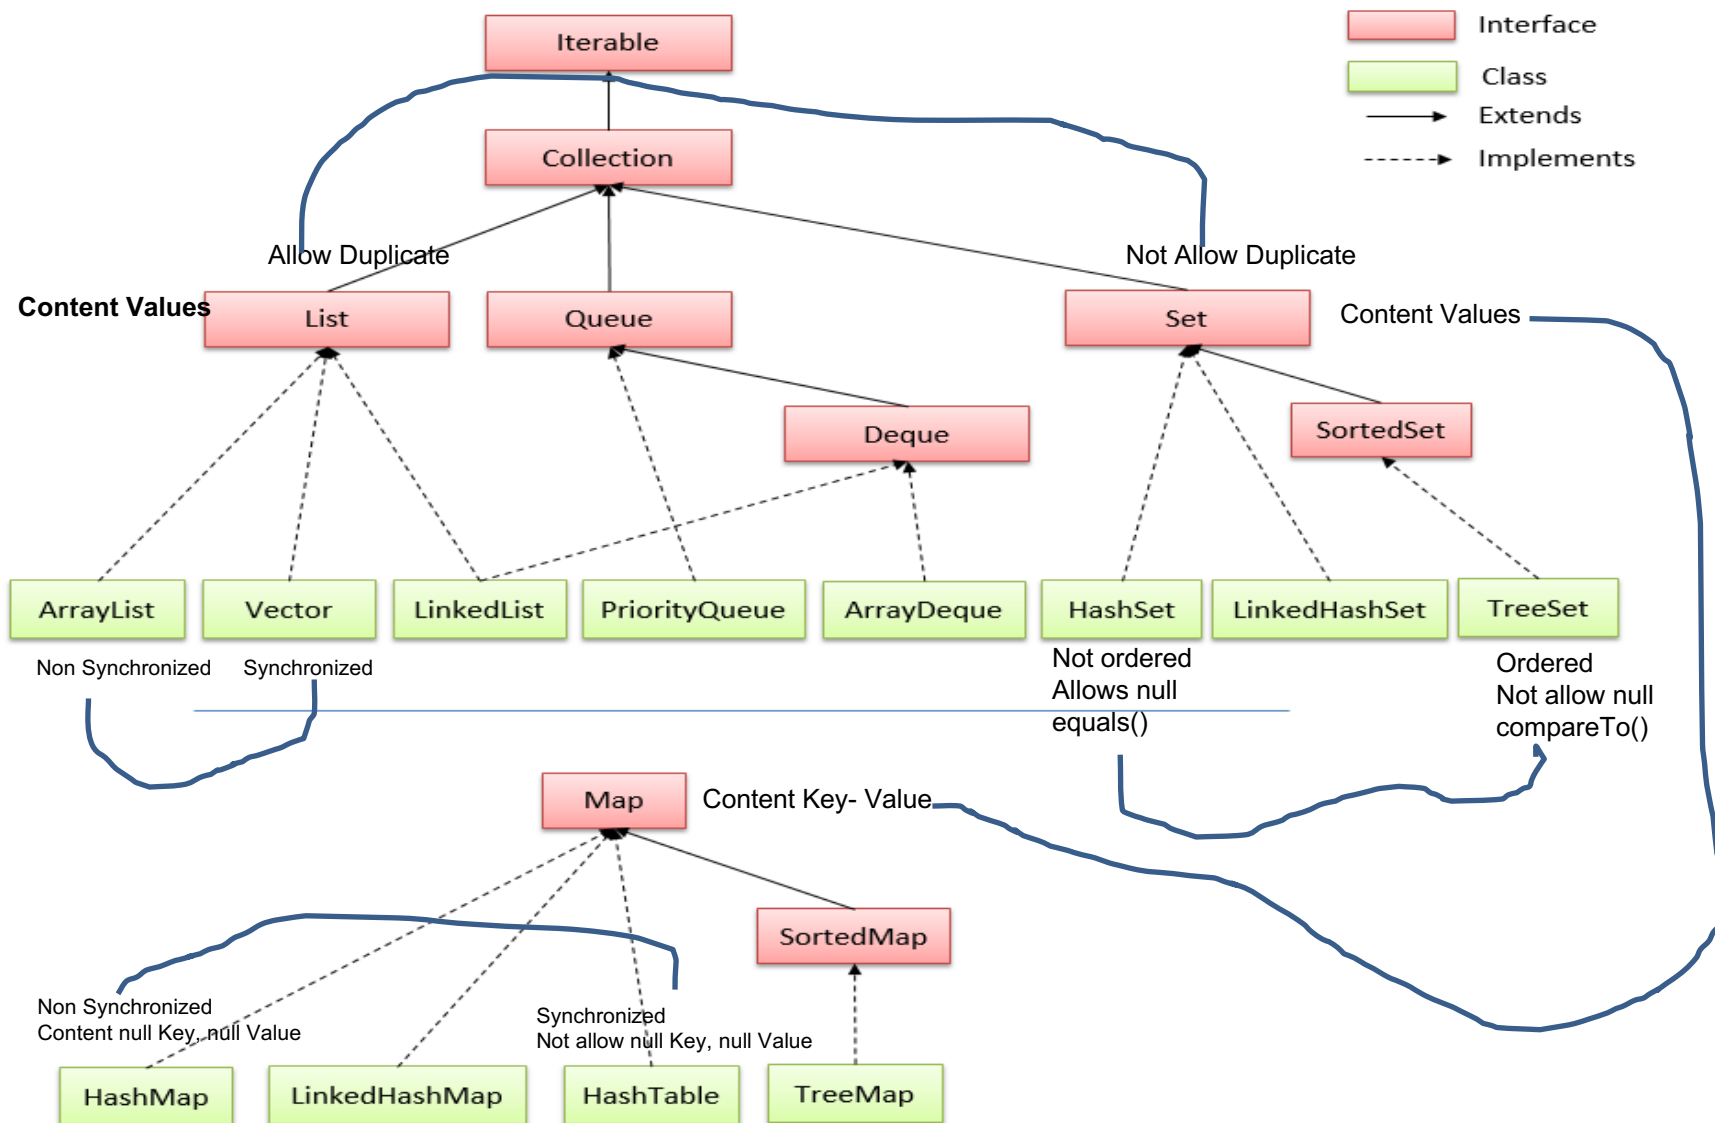 Iterable
Interface
Class
Extends
Implements
Collection
Allow Duplicate
Not Allow Duplicate
Content Values
List
Queue
Set
Content Values
Deque
SortedSet
ArrayList
Vector
LinkedList
PriorityQueue
ArrayDeque
HashSet
LinkedHashSet
TreeSet
Non Synchronized
Synchronized
Not ordered
Allows null
equals()
Ordered
Not allow null
compareTo()
Map
Content Key- Value
SortedMap
Non Synchronized
Content null Key, null Value
Synchronized
Not allow null Key, null Value
HashMap
LinkedHashMap
HashTable
TreeMap